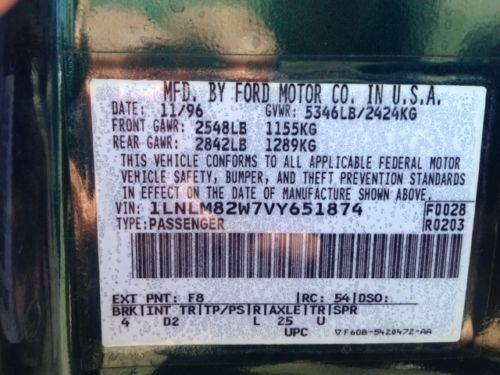 MFD. BY FORD MOTOR CO. IN U.S.A.
DATE: 11/96 GVWR: 5346LB/2424KG
FRONT GAWR: 2548LB 1155KG
REAR GAWR: 2842LB 1289KG
THIS VEHICLE CONFORMS TO ALL APPLICABLE FEDERAL MOTOR
VEHICLE SAFETY, BUMPER, AND THEFT PREVENTION STANDARDS
IN EFFECT ON THE DATE OF MANUFACTURE SHOWN ABOVE.
VIN: 1LNLM82W7VY651874 F0028
TYPE: PASSENGER R0203
EXT PNT: F8 |RC: 54|DSO:
BRK|INT TR|TP/PS|R|AXLE|TR|SPR
4 D2 L 25 U
UPC ▽F60B-5420472-AA